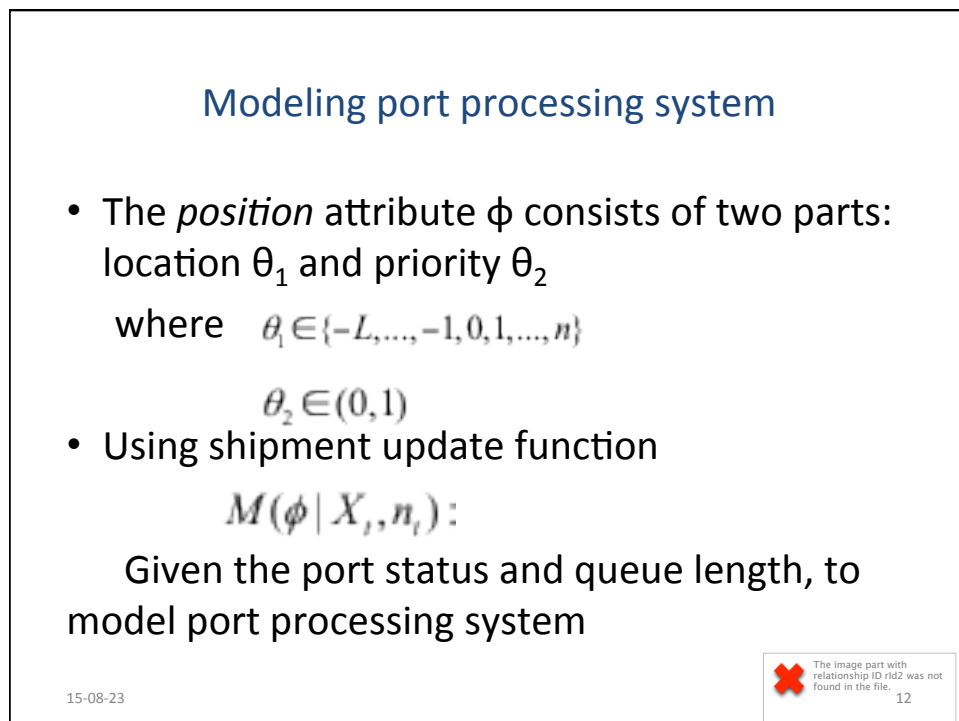 Modeling port processing system
• The position attribute ϕ consists of two parts:
location θ₁ and priority θ₂
where θ₁ ∈ {−L,...,−1,0,1,...,n}
θ₂ ∈ (0,1)
• Using shipment update function
M(ϕ | Xₜ, nₜ) :
Given the port status and queue length, to
model port processing system
The image part with
relationship ID rId2 was not
found in the file.
15-08-23
12